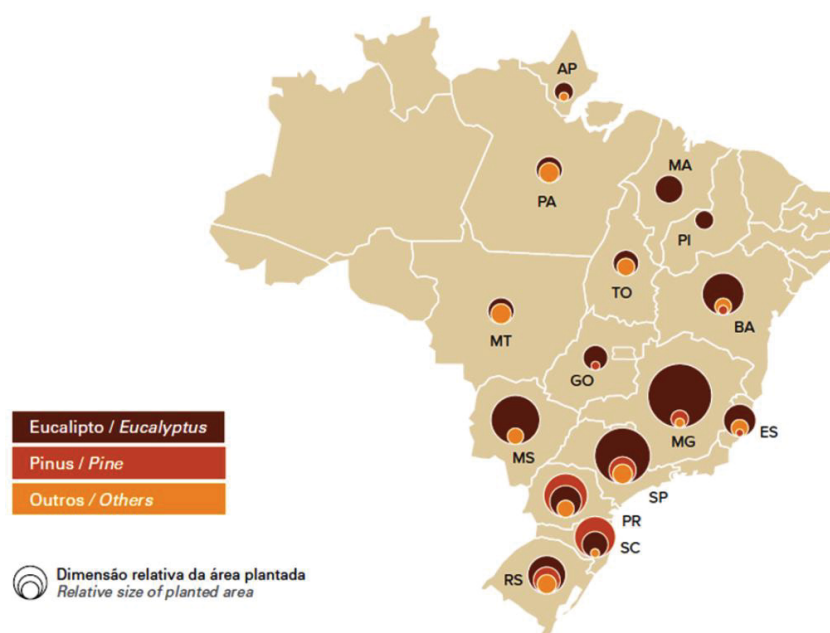 AP
MA
PA
PI
TO
BA
MT
GO
Eucalipto / Eucalyptus
ES
MG
MS
Pinus / Pine
Outros / Others
SP
PR
SC
Dimensão relativa da área plantada
RS
Relative size of planted area